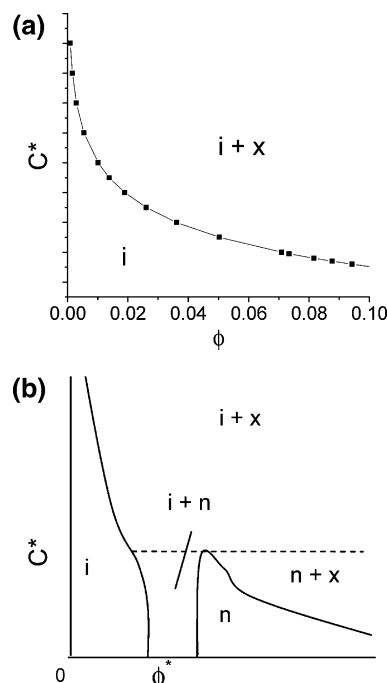 (a)
C*
i + x
i
0.00 0.02 0.04 0.06 0.08 0.10
ϕ
(b)
C*
i + x
i + n
i
n + x
n
0
ϕ*